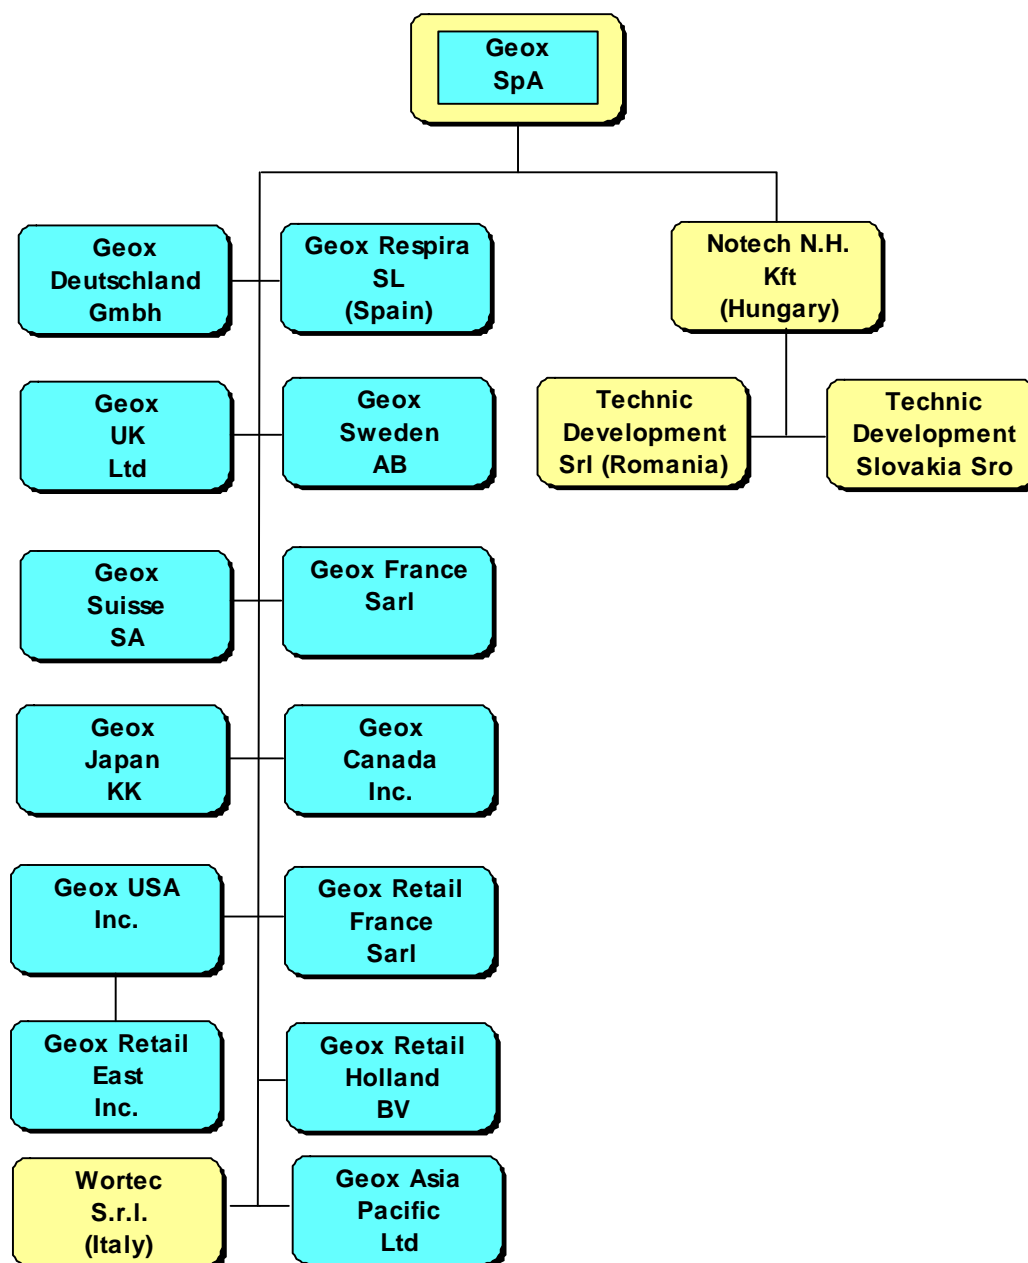 Geox
SpA
Geox
Deutschland
Gmbh
Geox Respira
SL
(Spain)
Notech N.H.
Kft
(Hungary)
Geox
UK
Ltd
Geox
Sweden
AB
Technic
Development
Srl (Romania)
Technic
Development
Slovakia Sro
Geox
Suisse
SA
Geox France
Sarl
Geox
Japan
KK
Geox
Canada
Inc.
Geox USA
Inc.
Geox Retail
France
Sarl
Geox Retail
East
Inc.
Geox Retail
Holland
BV
Wortec
S.r.l.
(Italy)
Geox Asia
Pacific
Ltd